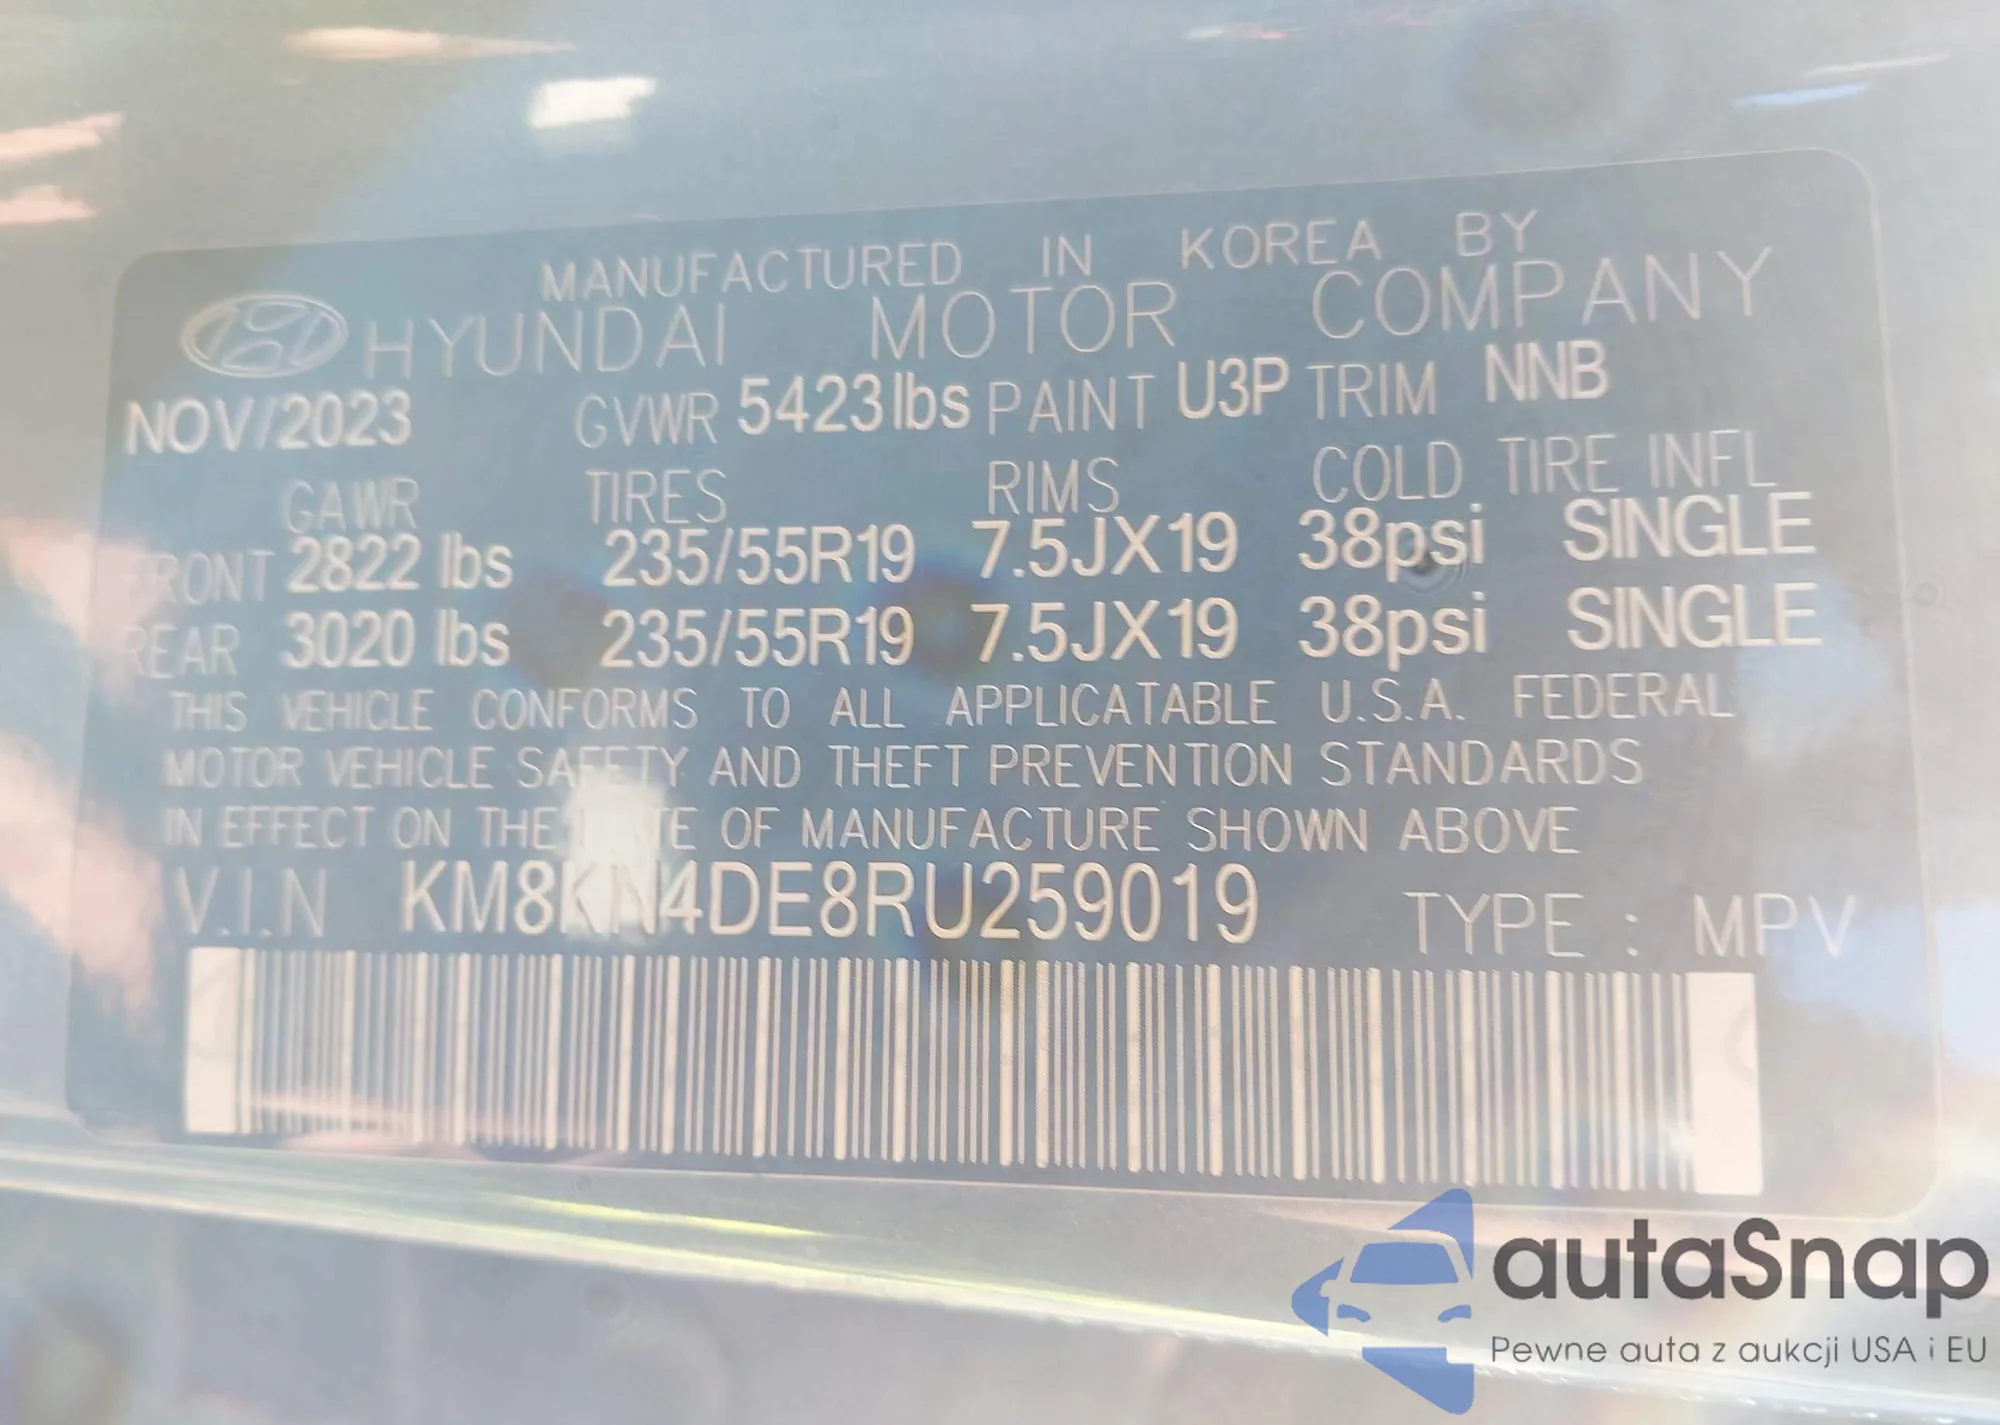 MANUFACTURED IN KOREA BY
HYUNDAI MOTOR COMPANY
NOV/2023 GVWR 5423lbs PAINT U3P TRIM NNB
GAWR TIRES RIMS COLD TIRE INFL
FRONT 2822 lbs 235/55R19 7.5JX19 38psi SINGLE
REAR 3020 lbs 235/55R19 7.5JX19 38psi SINGLE
THIS VEHICLE CONFORMS TO ALL APPLICATABLE U.S.A. FEDERAL
MOTOR VEHICLE SAFETY AND THEFT PREVENTION STANDARDS
IN EFFECT ON THE DATE OF MANUFACTURE SHOWN ABOVE
V.I.N KM8KN4DE8RU259019 TYPE : MPV
autaSnap
Pewne auta z aukcji USA i EU